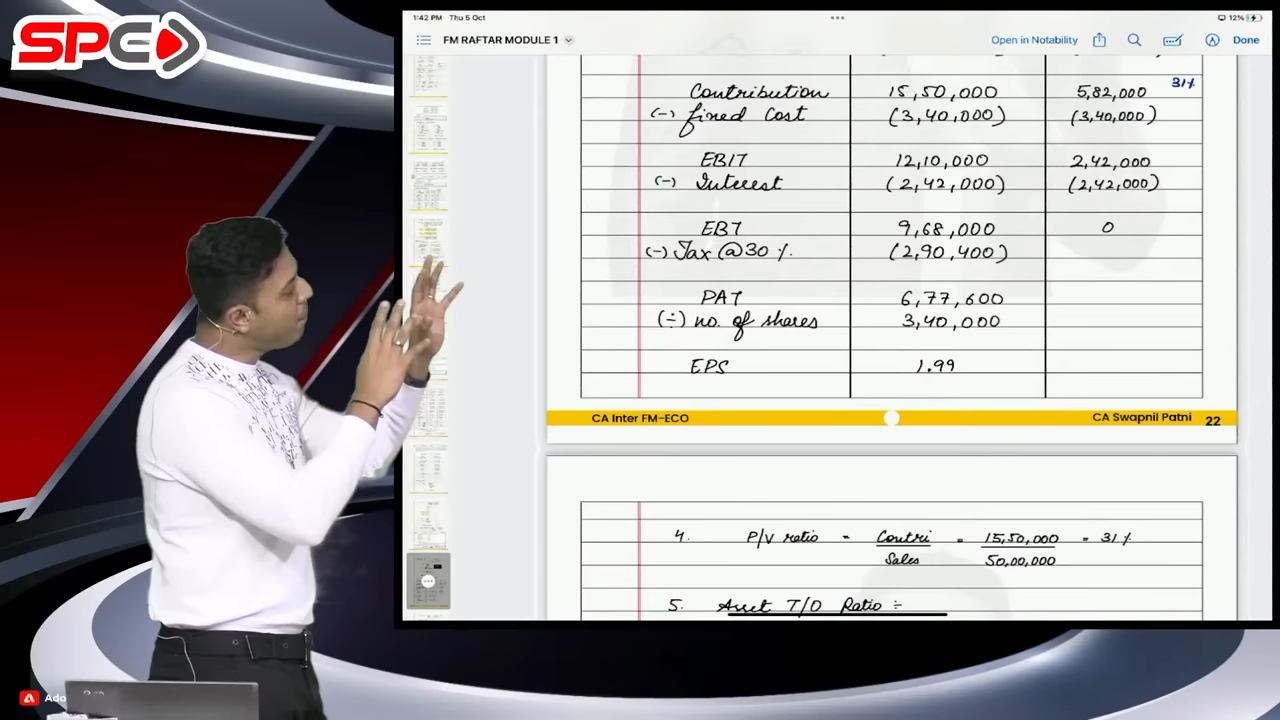 SPED
1:42 PM Thu 5 Oct
12%
FM RAFTAR MODULE 1
Open in Notability
Done
31%
Contribution 15,50,000 5,82,000
(-) fixed cost (3,40,000) (3,40,000)
EBIT 12,10,000 2,42,000
(-) Interest (2,42,000) (2,42,000)
EBT 9,68,000 0
(-) Tax @30 %.
(2,90,400)
PAT 6,77,600
(÷) no. of shares 3,40,000
EPS 1.99
CA Inter FM-ECO CA Swapnil Patni 22
4. P/V ratio = Contri = 15,50,000 = 31 %
Sales 50,00,000
5. Asset T/O Ratio :-
Ado